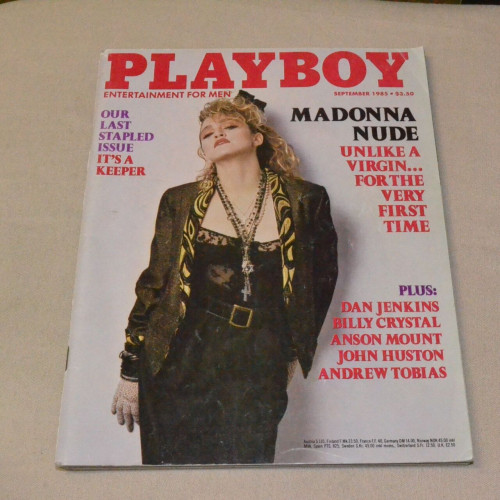 PLAYBOY
ENTERTAINMENT FOR MEN
SEPTEMBER 1985 • $3.50
OUR
LAST
STAPLED
ISSUE
IT'S A
KEEPER
MADONNA
NUDE
UNLIKE A
VIRGIN...
FOR THE
VERY
FIRST
TIME
PLUS:
DAN JENKINS
BILLY CRYSTAL
ANSON MOUNT
JOHN HUSTON
ANDREW TOBIAS